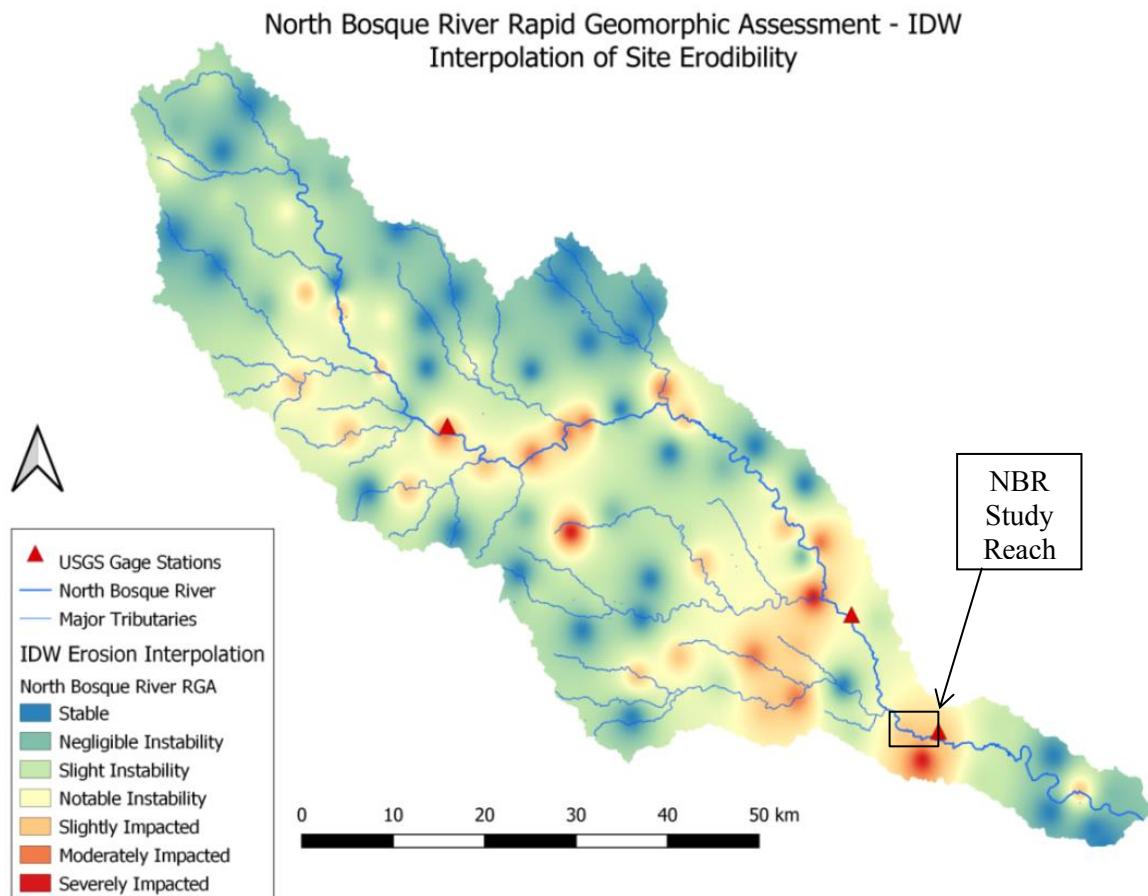 North Bosque River Rapid Geomorphic Assessment - IDW
Interpolation of Site Erodibility
NBR
Study
Reach
USGS Gage Stations
North Bosque River
Major Tributaries
IDW Erosion Interpolation
North Bosque River RGA
Stable
Negligible Instability
Slight Instability
Notable Instability
Slightly Impacted
Moderately Impacted
Severely Impacted
0 10 20 30 40 50 km